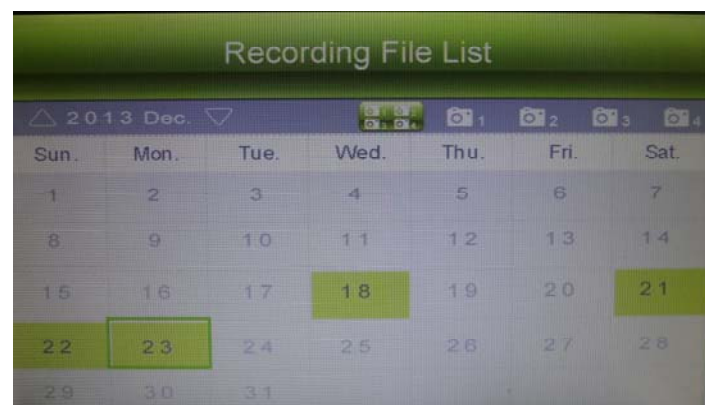 Recording File List
2013 Dec. 1 2 3 4
Sun. Mon. Tue. Wed. Thu. Fri. Sat.
1 2 3 4 5 6 7
8 9 10 11 12 13 14
15 16 17 18 19 20 21
22 23 24 25 26 27 28
29 30 31